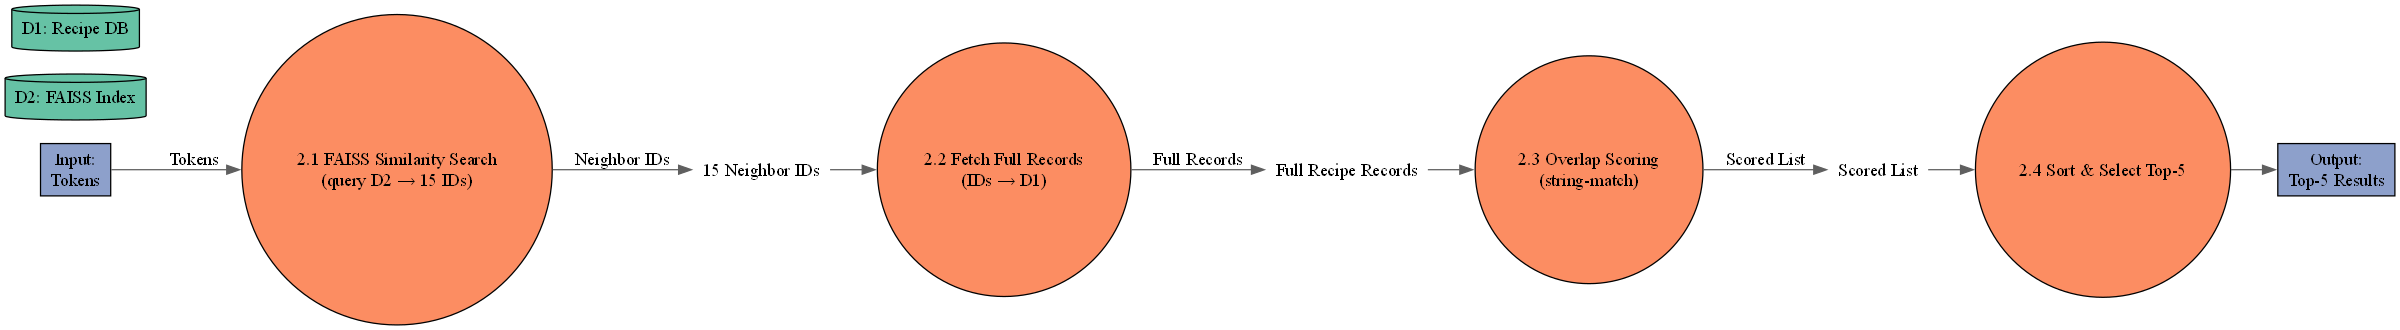 D1: Recipe DB
D2: FAISS Index
Input:
Tokens
Tokens
2.1 FAISS Similarity Search
(query D2 → 15 IDs)
Neighbor IDs
15 Neighbor IDs
2.2 Fetch Full Records
(IDs → D1)
Full Records
Full Recipe Records
2.3 Overlap Scoring
(string-match)
Scored List
Scored List
2.4 Sort & Select Top-5
Output:
Top-5 Results